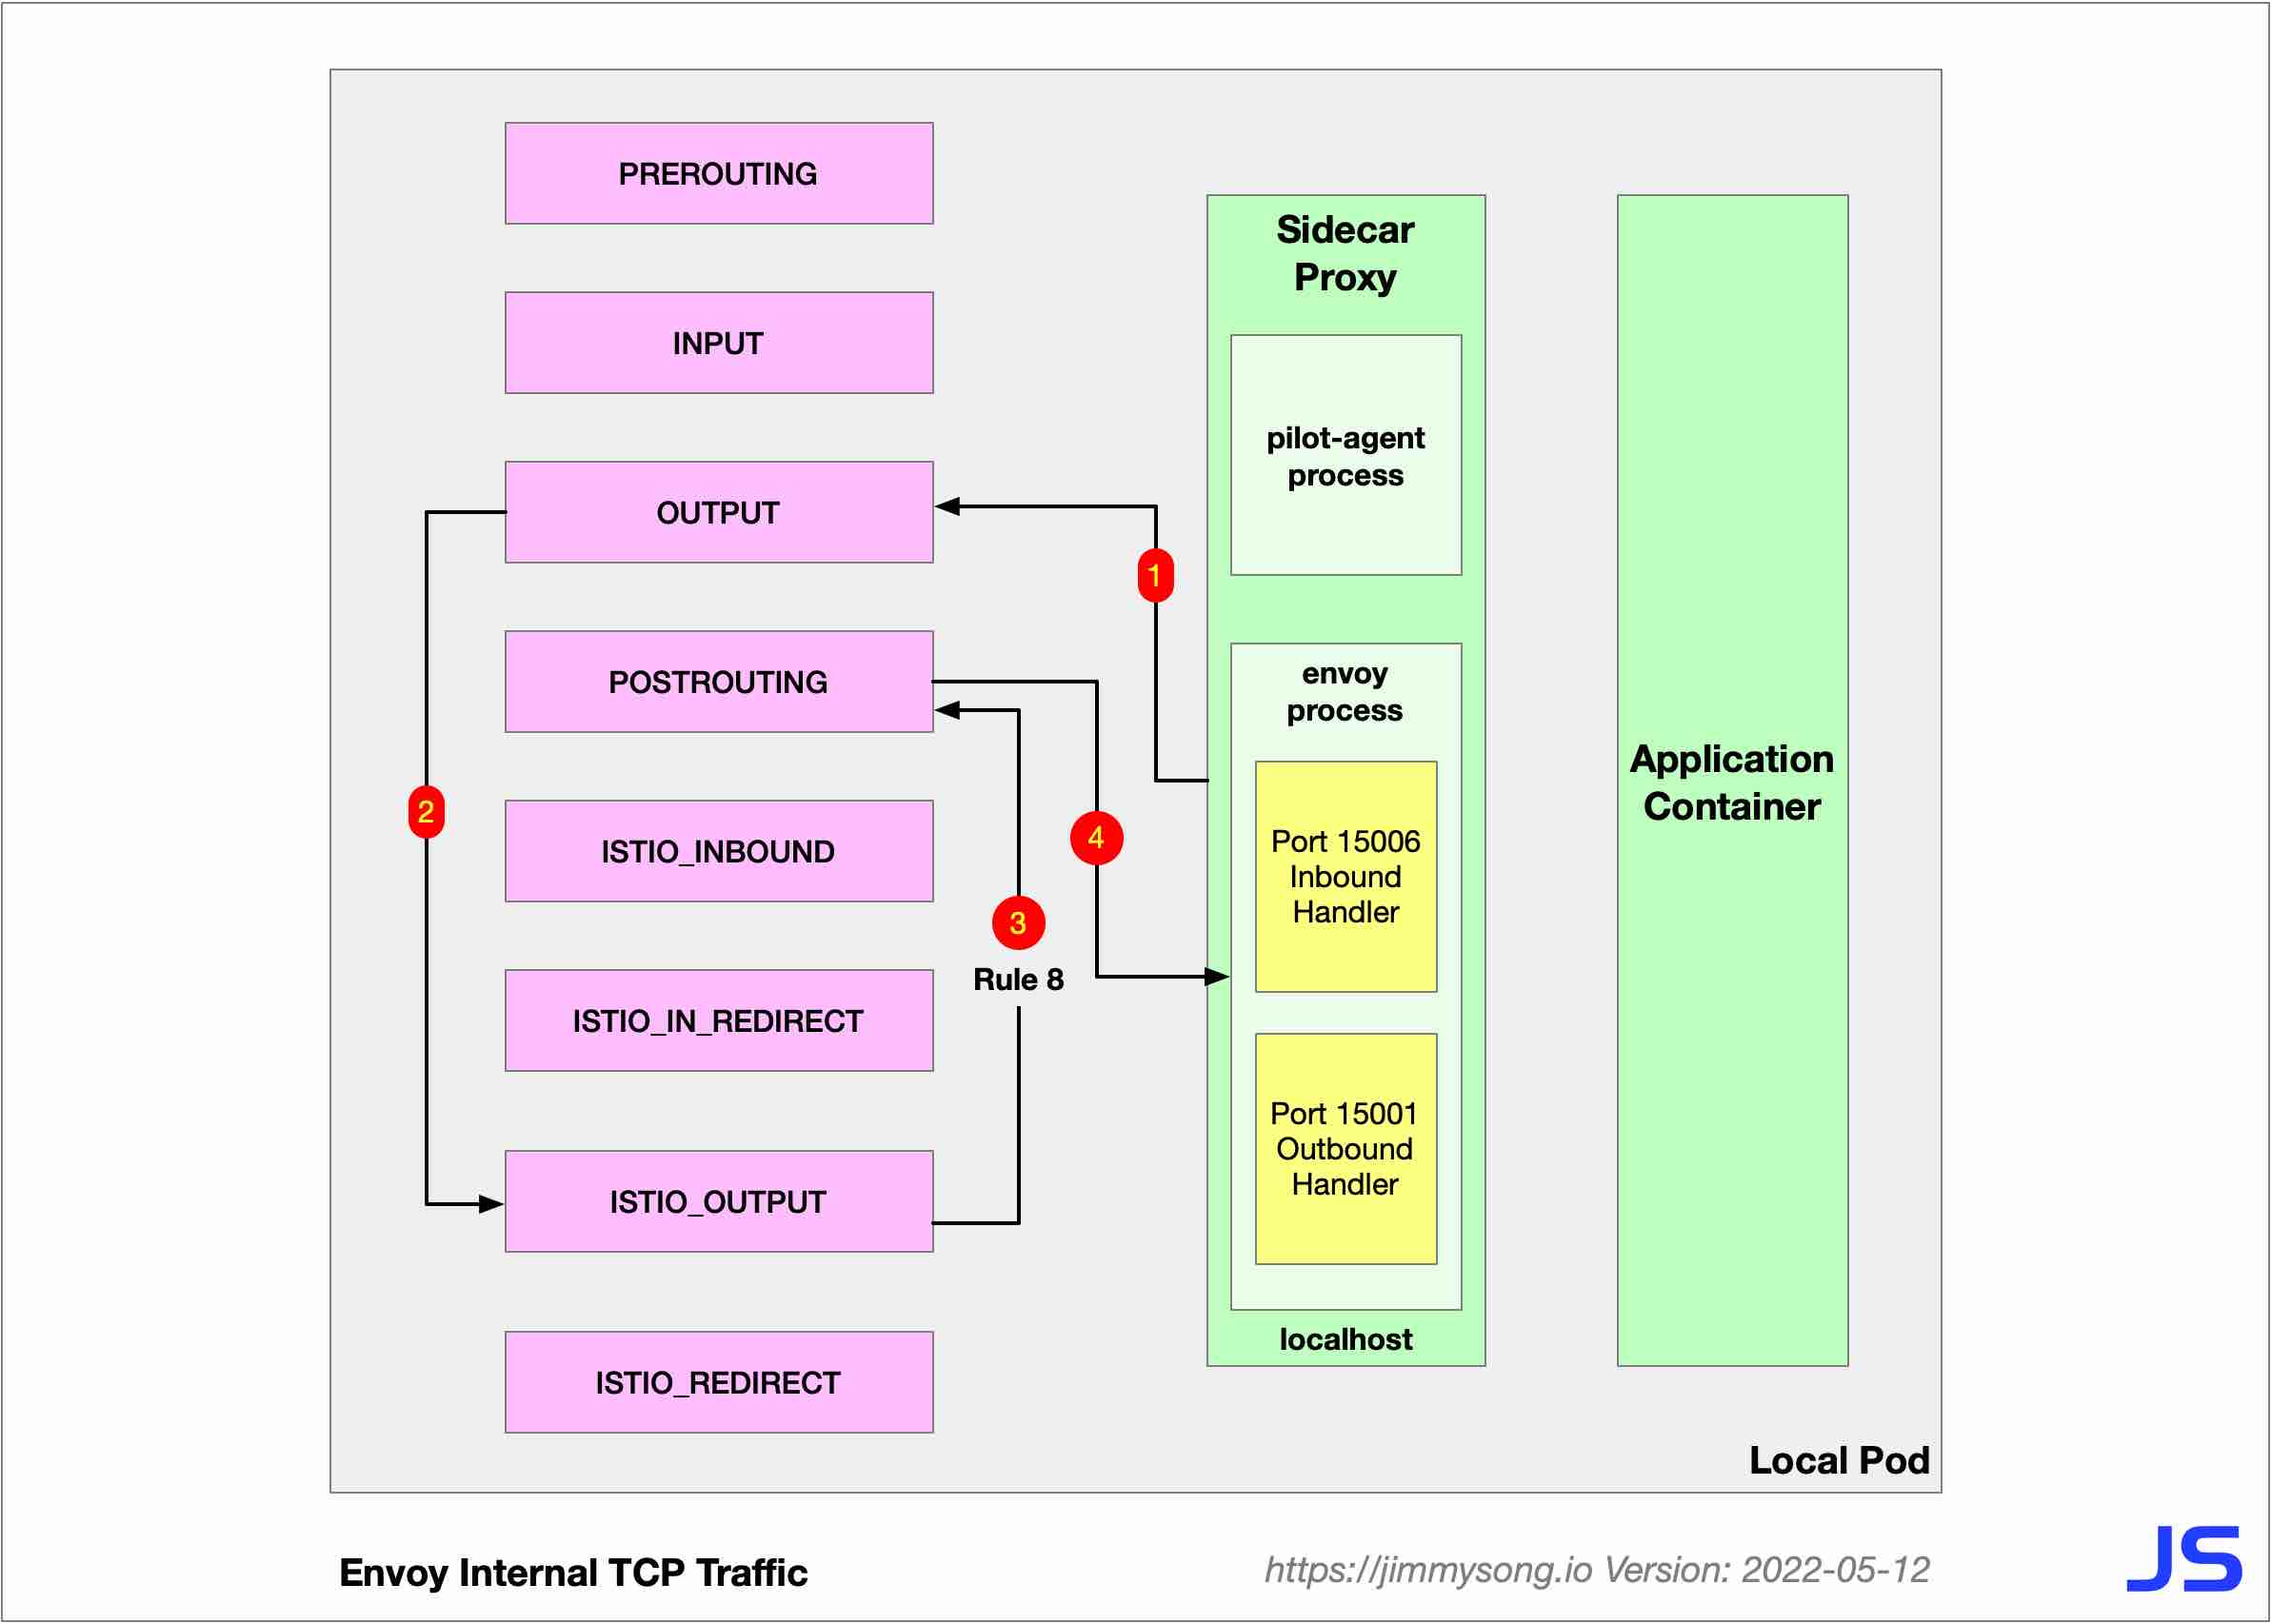 PREROUTING
INPUT
OUTPUT
POSTROUTING
ISTIO_INBOUND
ISTIO_IN_REDIRECT
ISTIO_OUTPUT
ISTIO_REDIRECT
1
2
3
Rule 8
4
Sidecar
Proxy
pilot-agent
process
envoy
process
Port 15006
Inbound
Handler
Port 15001
Outbound
Handler
localhost
Application
Container
Local Pod
Envoy Internal TCP Traffic
https://jimmysong.io Version: 2022-05-12
JS